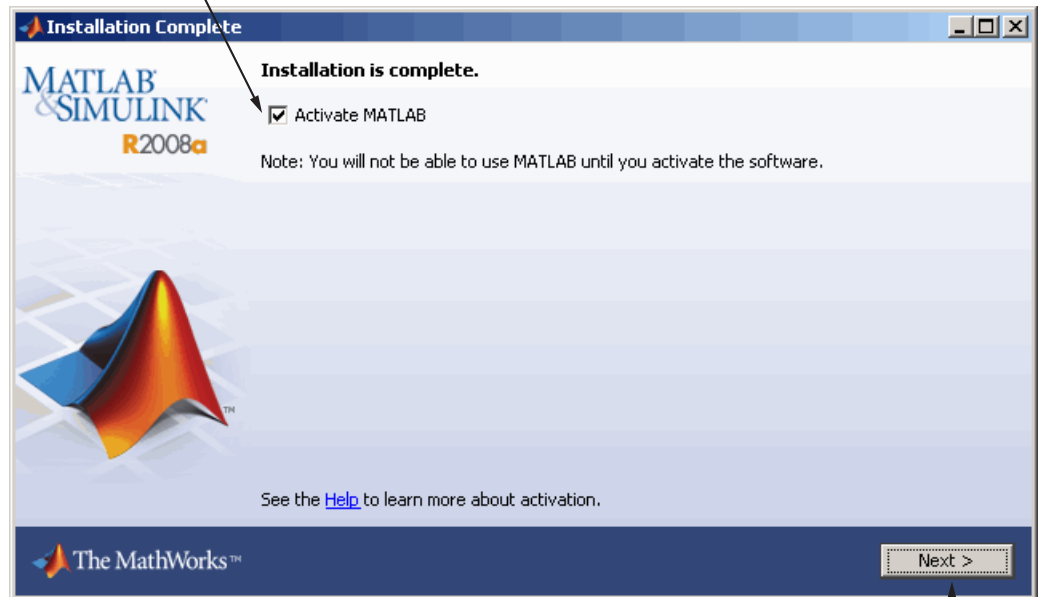 Installation Complete
MATLAB
&SIMULINK
R2008a
Installation is complete.
Activate MATLAB
Note: You will not be able to use MATLAB until you activate the software.
TM
See the Help to learn more about activation.
The MathWorks™
Next >